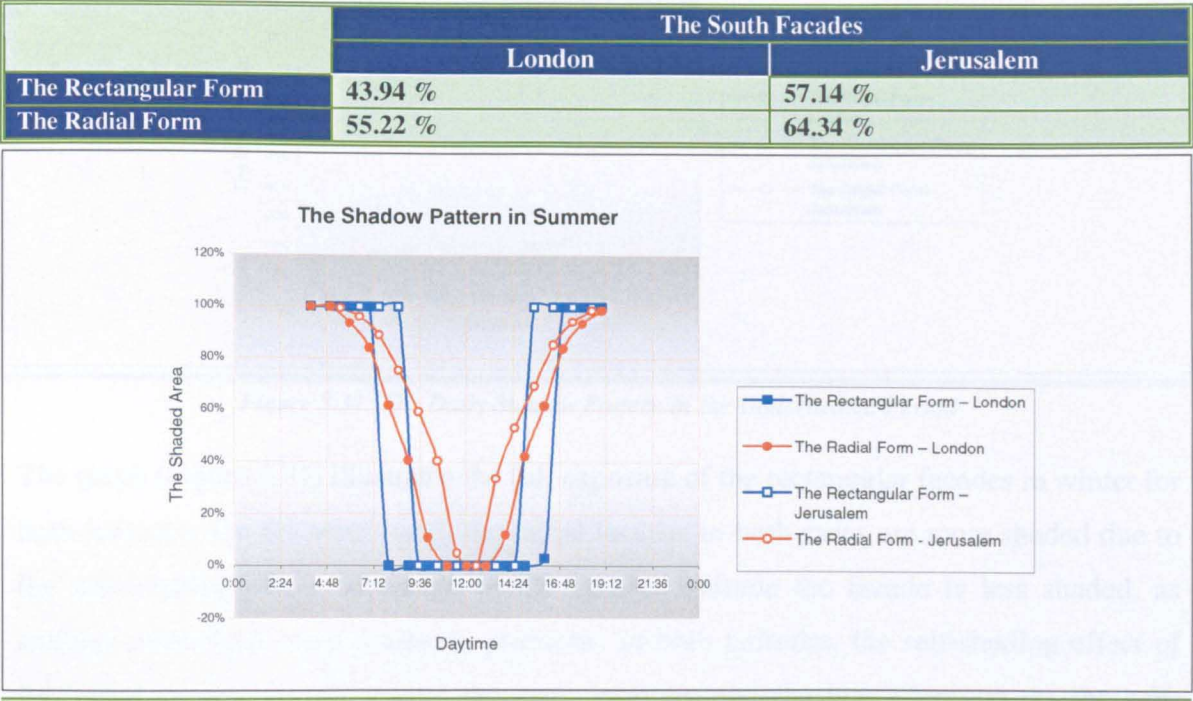 The South Facades
London Jerusalem
The Rectangular Form 43.94 % 57.14 %
The Radial Form 55.22 % 64.34 %
The Shadow Pattern in Summer
120%
100%
80%
60%
40%
20%
0%
-20%
The Shaded Area
0:00 2:24 4:48 7:12 9:36 12:00 14:24 16:48 19:12 21:36 0:00
Daytime
The Rectangular Form – London
The Radial Form – London
The Rectangular Form –
Jerusalem
The Radial Form - Jerusalem